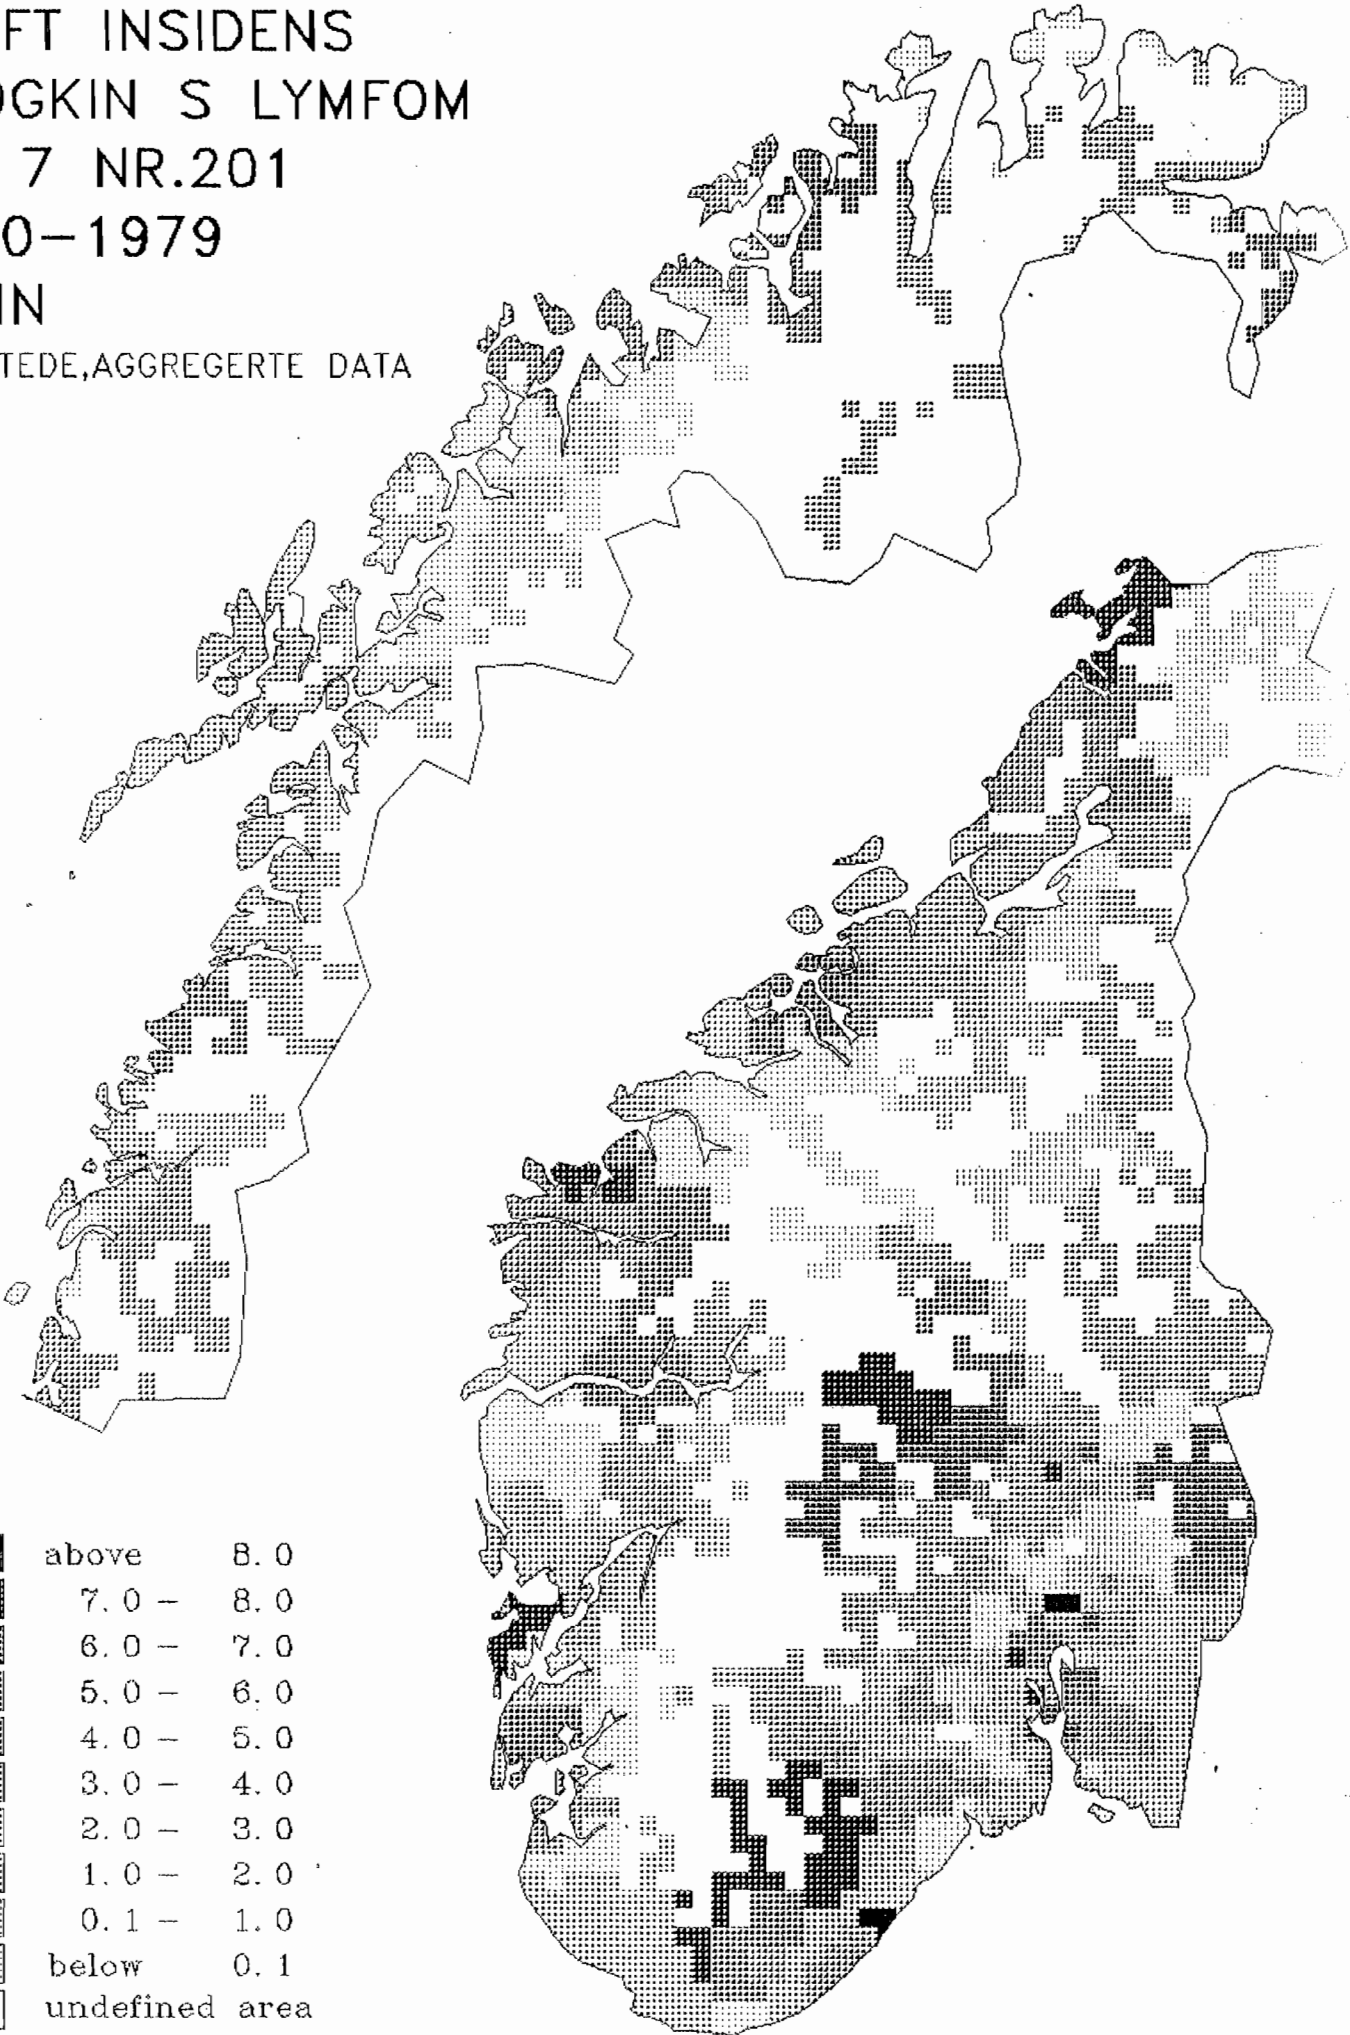 FT INSIDENS
GKIN S LYMFOM
7 NR.201
0-1979
IN
TEDE,AGGREGERTE DATA
above 8.0
7.0 - 8.0
6.0 - 7.0
5.0 - 6.0
4.0 - 5.0
3.0 - 4.0
2.0 - 3.0
1.0 - 2.0
0.1 - 1.0
below 0.1
undefined area